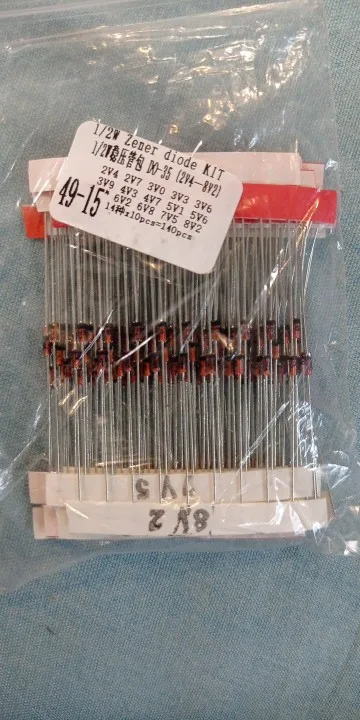 1/2W Zener diode KIT
1/2W稳压管包 DO-35 (2V4-8V2)
2V4 2V7 3V0 3V3 3V6
3V9 4V3 4V7 5V1 5V6
6V2 6V8 7V5 8V2
49-15
14种x10pcs=140pcs
V5
8V2